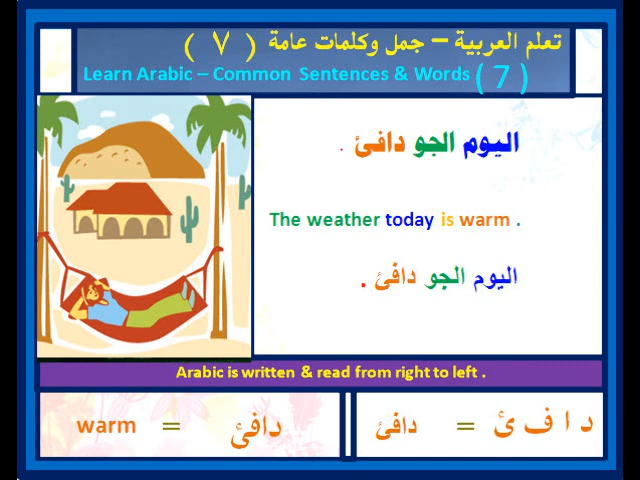 تعلم العربية – جمل وكلمات عامة ( ٧ )
Learn Arabic – Common Sentences & Words ( 7 )
اليوم الجو دافئ .
The weather today is warm .
اليوم الجو دافئ .
Arabic is written & read from right to left .
د ا ف ئ = دافئ
دافئ = warm